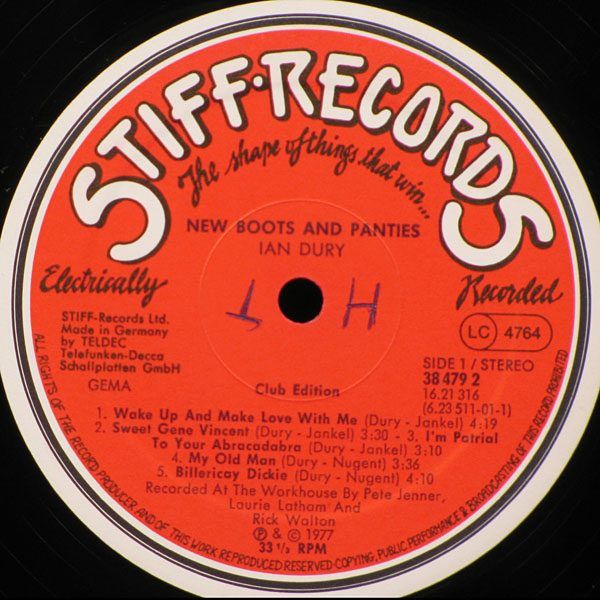 STIFF·RECORDS
The shape of things that win...
NEW BOOTS AND PANTIES
IAN DURY
Electrically
Recorded
STIFF-Records Ltd.
Made in Germany
by TELDEC
Telefunken-Decca
Schallplatten GmbH
GEMA
LC 4764
SIDE 1 / STEREO
38 479 2
16.21 316
(6.23 511-01-1)
H
Club Edition
1. Wake Up And Make Love With Me (Dury - Jankel) 4:19
2. Sweet Gene Vincent (Dury - Jankel) 3:30 - 3. I'm Patrial
To Your Abracadabra (Dury - Jankel) 3:10
4. My Old Man (Dury - Nugent) 3:36
5. Billericay Dickie (Dury - Nugent) 4:10
Recorded At The Workhouse By Pete Jenner,
Laurie Latham And
Rick Walton
Ⓟ & © 1977
33 1/3 RPM
ALL RIGHTS OF THE RECORD PRODUCER AND OF THIS WORK REPRODUCED RESERVED·COPYING, PUBLIC PERFORMANCE & BROADCASTING OF THIS RECORD PROHIBITED